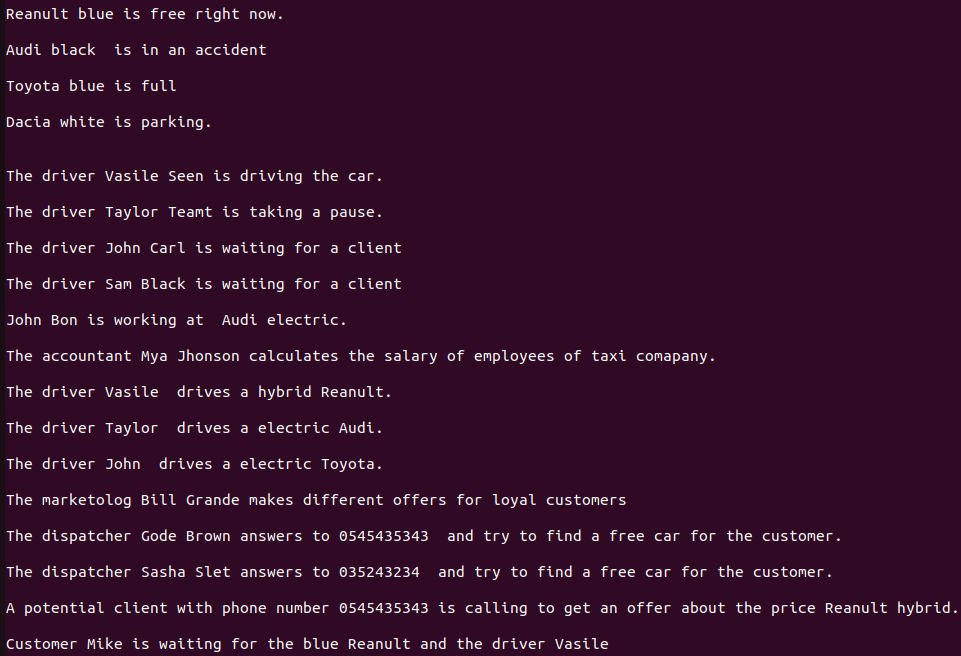 Reanult blue is free right now.
Audi black  is in an accident
Toyota blue is full
Dacia white is parking.
The driver Vasile Seen is driving the car.
The driver Taylor Teamt is taking a pause.
The driver John Carl is waiting for a client
The driver Sam Black is waiting for a client
John Bon is working at  Audi electric.
The accountant Mya Jhonson calculates the salary of employees of taxi comapany.
The driver Vasile  drives a hybrid Reanult.
The driver Taylor  drives a electric Audi.
The driver John  drives a electric Toyota.
The marketolog Bill Grande makes different offers for loyal customers
The dispatcher Gode Brown answers to 0545435343  and try to find a free car for the customer.
The dispatcher Sasha Slet answers to 035243234  and try to find a free car for the customer.
A potential client with phone number 0545435343 is calling to get an offer about the price Reanult hybrid.
Customer Mike is waiting for the blue Reanult and the driver Vasile